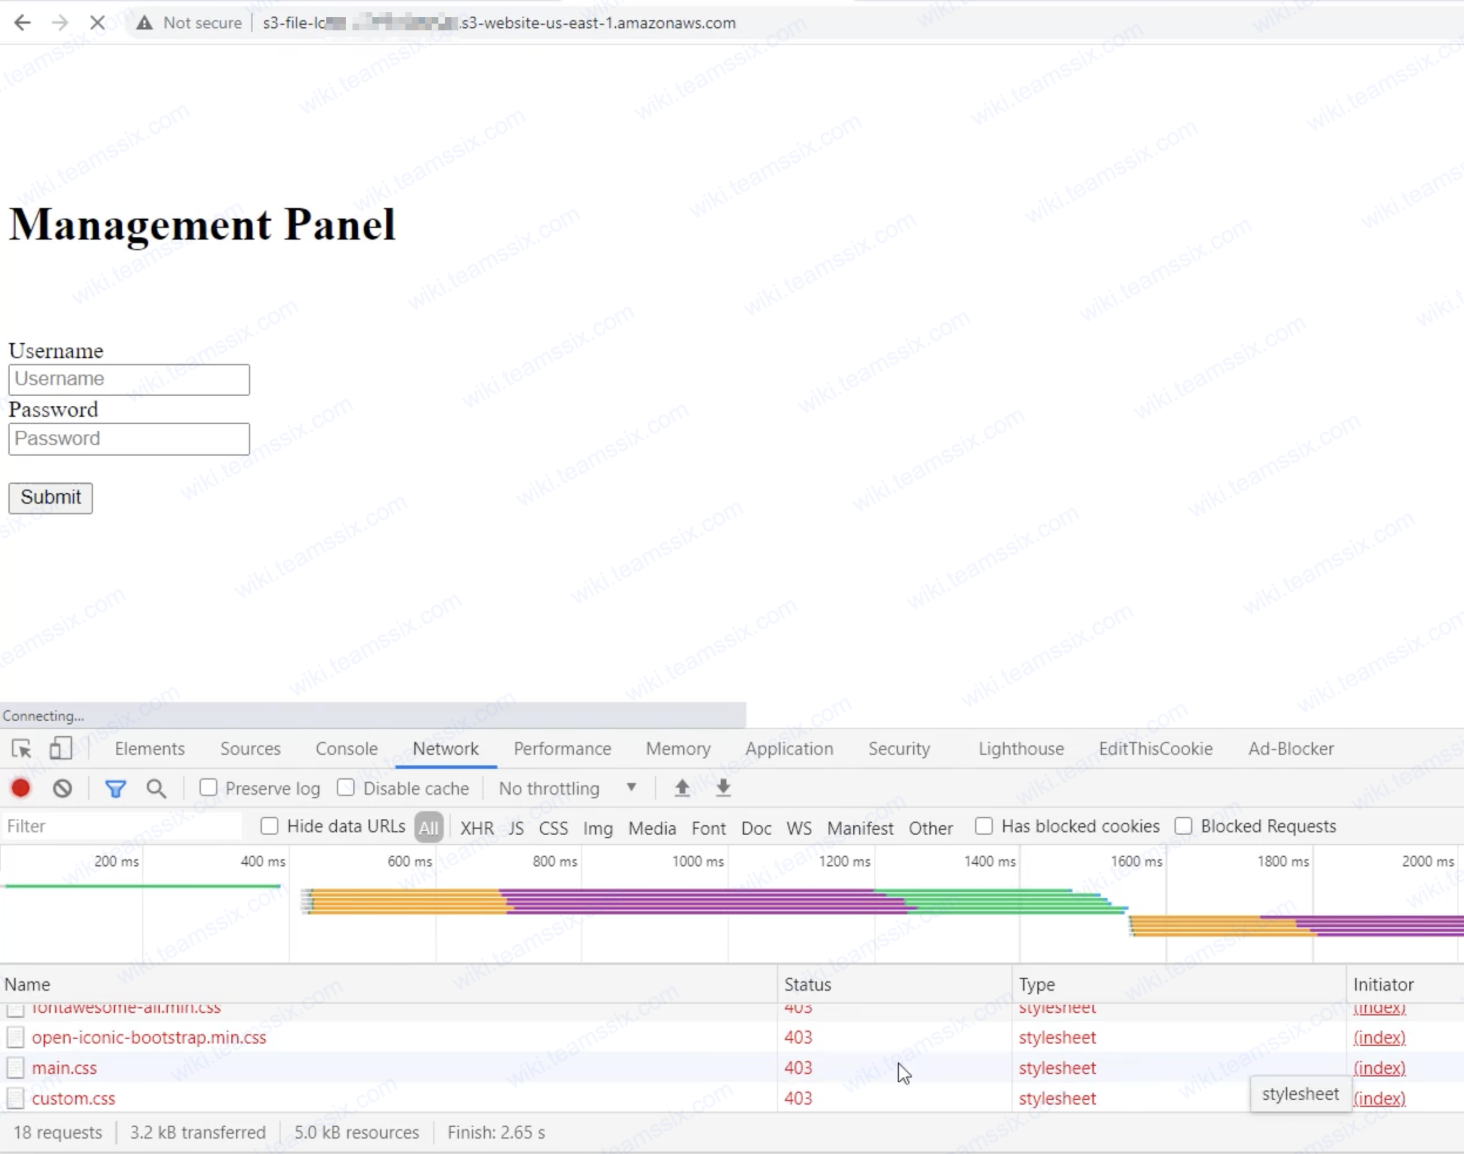 Not secure s3-file-lc .s3-website-us-east-1.amazonaws.com
Management Panel
Username
Username
Password
Password
Submit
Connecting...
Elements Sources Console Network Performance Memory Application Security Lighthouse EditThisCookie Ad-Blocker
Preserve log Disable cache No throttling
Filter Hide data URLs All XHR JS CSS Img Media Font Doc WS Manifest Other Has blocked cookies Blocked Requests
200 ms 400 ms 600 ms 800 ms 1000 ms 1200 ms 1400 ms 1600 ms 1800 ms 2000 ms
Name Status Type Initiator
fontawesome-all.min.css 403 stylesheet (index)
open-iconic-bootstrap.min.css 403 stylesheet (index)
main.css 403 stylesheet (index)
stylesheet
custom.css 403 stylesheet (index)
18 requests 3.2 kB transferred 5.0 kB resources Finish: 2.65 s
wiki.teamssix.com